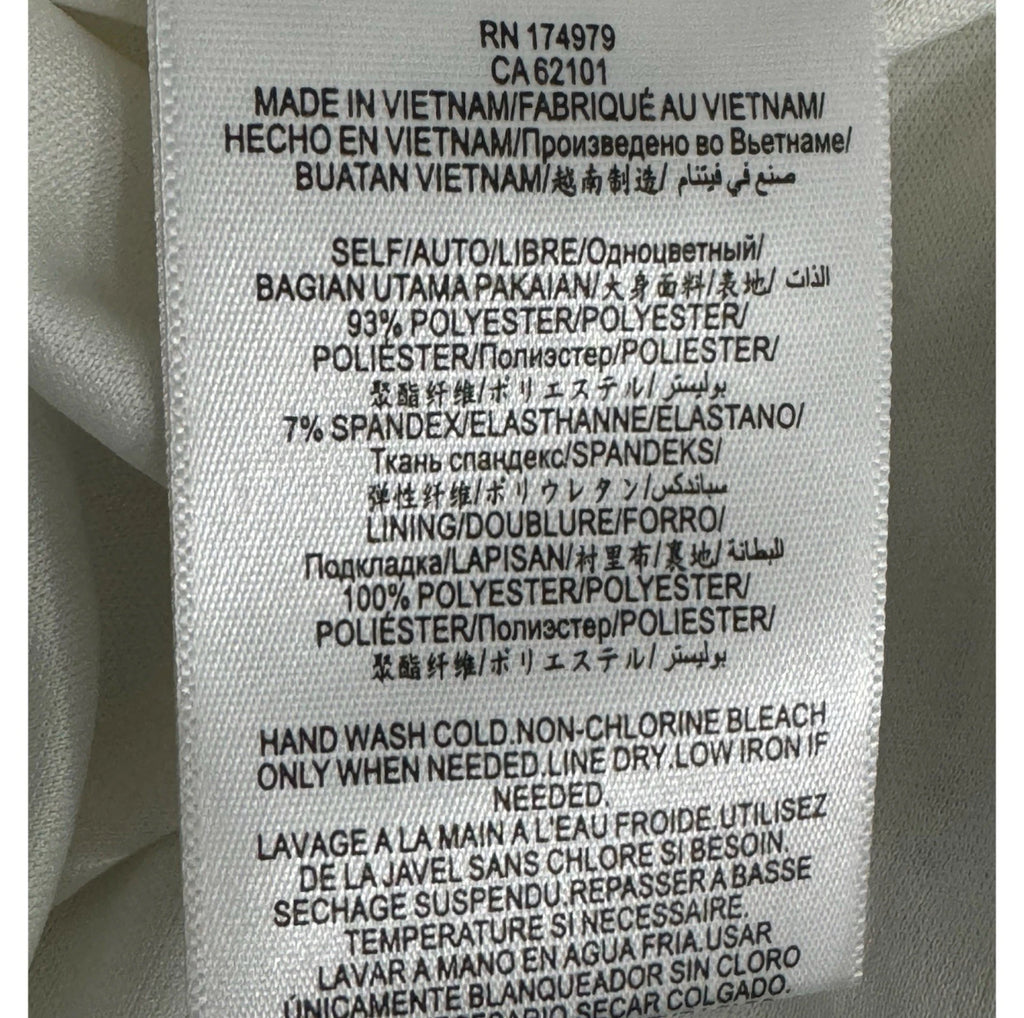 RN 174979
CA 62101
MADE IN VIETNAM/FABRIQUÉ AU VIETNAM/
HECHO EN VIETNAM/Произведено во Вьетнаме/
BUATAN VIETNAM/越南制造/ صنع في فيتنام
SELF/AUTO/LIBRE/Одноцветный/
BAGIAN UTAMA PAKAIAN/大身面料/表地/ الذات
93% POLYESTER/POLYESTER/
POLIÉSTER/Полиэстер/POLIESTER/
聚酯纤维/ポリエステル/ بوليستر
7% SPANDEX/ELASTHANNE/ELASTANO/
Ткань спандекс/SPANDEKS/
弹性纤维/ポリウレタン/سباندكس
LINING/DOUBLURE/FORRO/
Подкладка/LAPISAN/衬里布/裏地/ للبطانة
100% POLYESTER/POLYESTER/
POLIÉSTER/Полиэстер/POLIESTER/
聚酯纤维/ポリエステル/ بوليستر
HAND WASH COLD.NON-CHLORINE BLEACH
ONLY WHEN NEEDED.LINE DRY.LOW IRON IF
NEEDED.
LAVAGE A LA MAIN A L'EAU FROIDE.UTILISEZ
DE LA JAVEL SANS CHLORE SI BESOIN.
SECHAGE SUSPENDU.REPASSER A BASSE
TEMPERATURE SI NECESSAIRE.
LAVAR A MANO EN AGUA FRIA.USAR
ÚNICAMENTE BLANQUEADOR SIN CLORO
SECAR COLGADO.